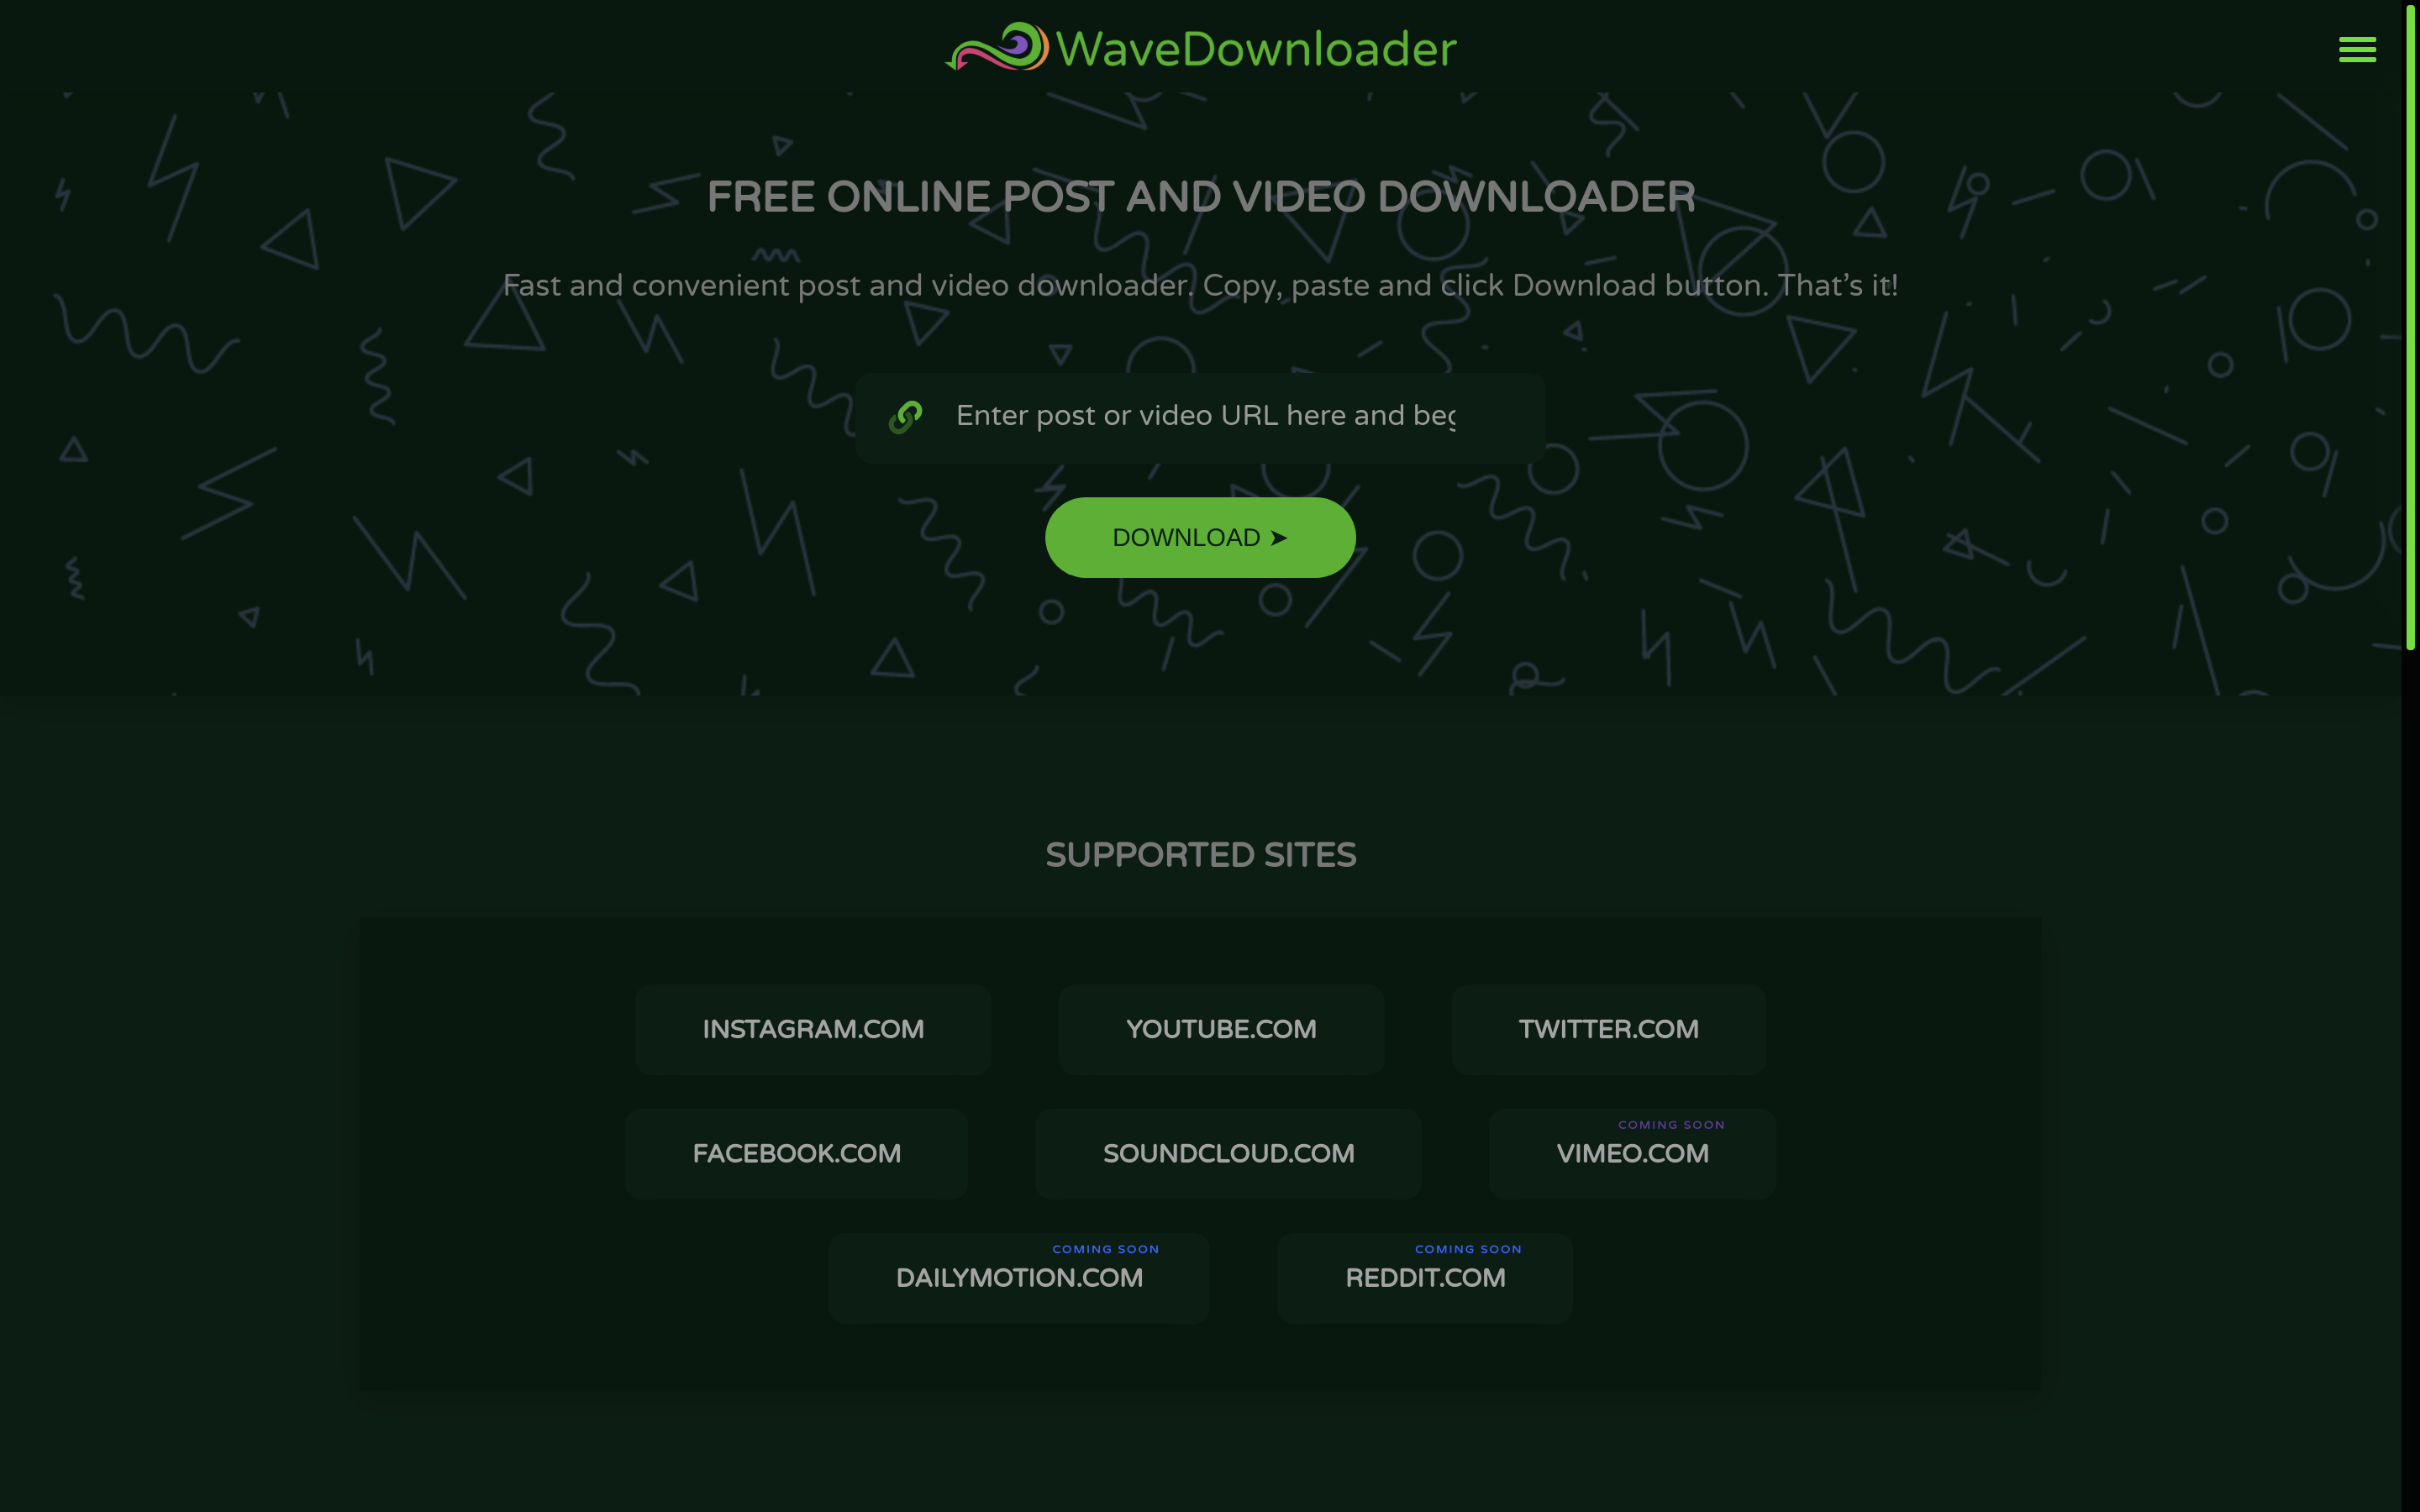 WaveDownloader
FREE ONLINE POST AND VIDEO DOWNLOADER
Fast and convenient post and video downloader. Copy, paste and click Download button. That's it!
Enter post or video URL here and beg
DOWNLOAD ➤
SUPPORTED SITES
INSTAGRAM.COM
YOUTUBE.COM
TWITTER.COM
FACEBOOK.COM
SOUNDCLOUD.COM
COMING SOON
VIMEO.COM
COMING SOON
DAILYMOTION.COM
COMING SOON
REDDIT.COM